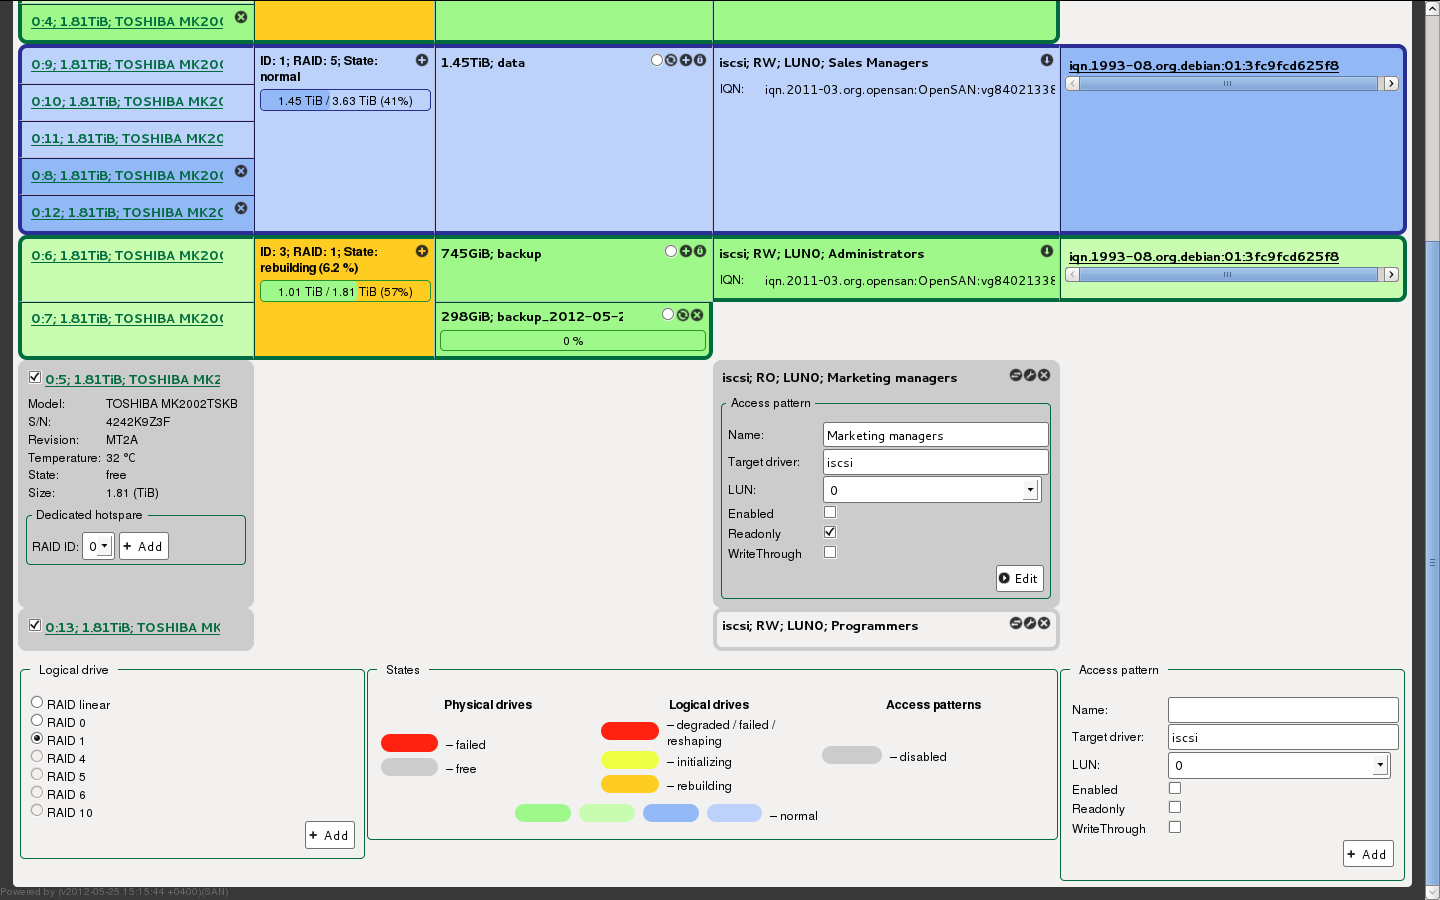 0:4; 1.81TiB; TOSHIBA MK200
0:9; 1.81TiB; TOSHIBA MK200
0:10; 1.81TiB; TOSHIBA MK20
0:11; 1.81TiB; TOSHIBA MK20
0:8; 1.81TiB; TOSHIBA MK200
0:12; 1.81TiB; TOSHIBA MK20
ID: 1; RAID: 5; State:
normal
1.45 TiB / 3.63 TiB (41%)
1.45TiB; data
iscsi; RW; LUN0; Sales Managers
IQN: iqn.2011-03.org.opensan:OpenSAN:vg84021338
iqn.1993-08.org.debian:01:3fc9fcd625f8
0:6; 1.81TiB; TOSHIBA MK200
0:7; 1.81TiB; TOSHIBA MK200
ID: 3; RAID: 1; State:
rebuilding (6.2 %)
1.01 TiB / 1.81 TiB (57%)
745GiB; backup
298GiB; backup_2012-05-2
0 %
iscsi; RW; LUN0; Administrators
IQN: iqn.2011-03.org.opensan:OpenSAN:vg84021338
iqn.1993-08.org.debian:01:3fc9fcd625f8
0:5; 1.81TiB; TOSHIBA MK2
Model: TOSHIBA MK2002TSKB
S/N: 4242K9Z3F
Revision: MT2A
Temperature: 32 °C
State: free
Size: 1.81 (TiB)
Dedicated hotspare
RAID ID: 0 + Add
0:13; 1.81TiB; TOSHIBA MK
iscsi; RO; LUN0; Marketing managers
Access pattern
Name: Marketing managers
Target driver: iscsi
LUN: 0
Enabled
Readonly
WriteThrough
Edit
iscsi; RW; LUN0; Programmers
Logical drive
RAID linear
RAID 0
RAID 1
RAID 4
RAID 5
RAID 6
RAID 10
+ Add
States
Physical drives
– failed
– free
Logical drives
– degraded / failed /
reshaping
– initializing
– rebuilding
Access patterns
– disabled
– normal
Access pattern
Name:
Target driver: iscsi
LUN: 0
Enabled
Readonly
WriteThrough
+ Add
Powered by (v2012-05-25 15:15:44 +0400)(SAN)